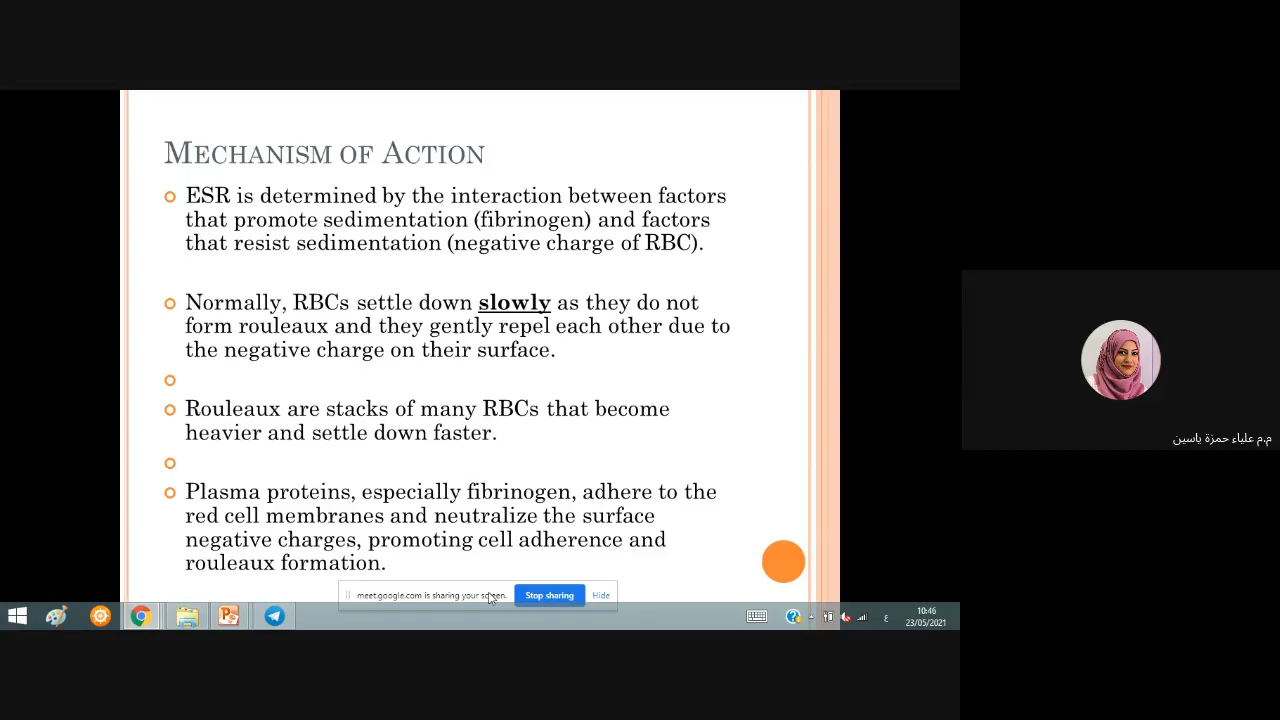 MECHANISM OF ACTION
ESR is determined by the interaction between factors
that promote sedimentation (fibrinogen) and factors
that resist sedimentation (negative charge of RBC).
Normally, RBCs settle down slowly as they do not
form rouleaux and they gently repel each other due to
the negative charge on their surface.
Rouleaux are stacks of many RBCs that become
heavier and settle down faster.
Plasma proteins, especially fibrinogen, adhere to the
red cell membranes and neutralize the surface
negative charges, promoting cell adherence and
rouleaux formation.
meet.google.com is sharing your screen. Stop sharing Hide
ع 10:46
23/05/2021
م.م علياء حمزة ياسين